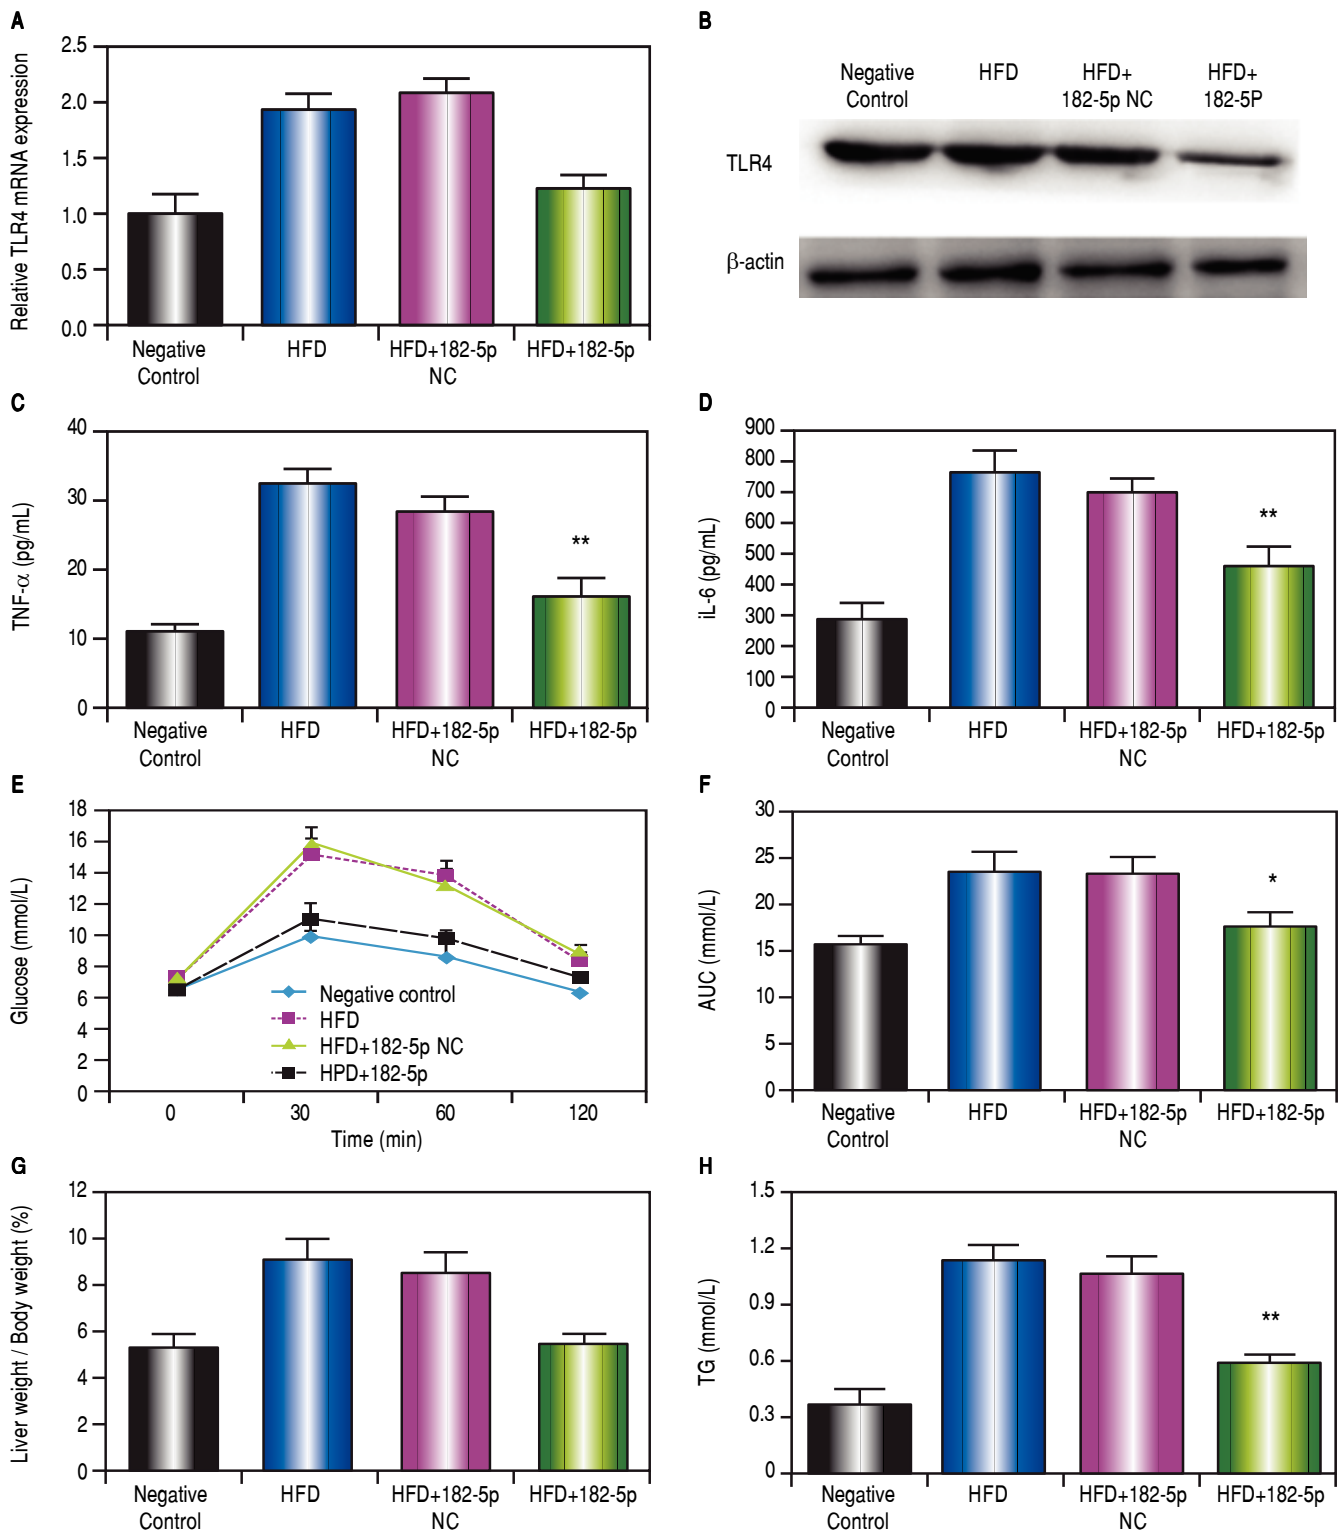 A
Relative TLR4 mRNA expression
2.5
2.0
1.5
1.0
0.5
0.0
Negative
Control
HFD
HFD+182-5p
NC
HFD+182-5p
B
Negative
Control
HFD
HFD+
182-5p NC
HFD+
182-5P
TLR4
β-actin
C
TNF-α (pg/mL)
40
30
20
10
0
**
Negative
Control
HFD
HFD+182-5p
NC
HFD+182-5p
D
iL-6 (pg/mL)
900
800
700
600
500
400
300
200
100
0
**
Negative
Control
HFD
HFD+182-5p
NC
HFD+182-5p
E
Glucose (mmol/L)
18
16
14
12
10
8
6
4
2
0
Negative control
HFD
HFD+182-5p NC
HPD+182-5p
0
30
60
120
Time (min)
F
AUC (mmol/L)
30
25
20
15
10
5
0
*
Negative
Control
HFD
HFD+182-5p
NC
HFD+182-5p
G
Liver weight / Body weight (%)
12
10
8
6
4
2
0
Negative
Control
HFD
HFD+182-5p
NC
HFD+182-5p
H
TG (mmol/L)
1.5
1.2
0.9
0.6
0.3
0
**
Negative
Control
HFD
HFD+182-5p
NC
HFD+182-5p